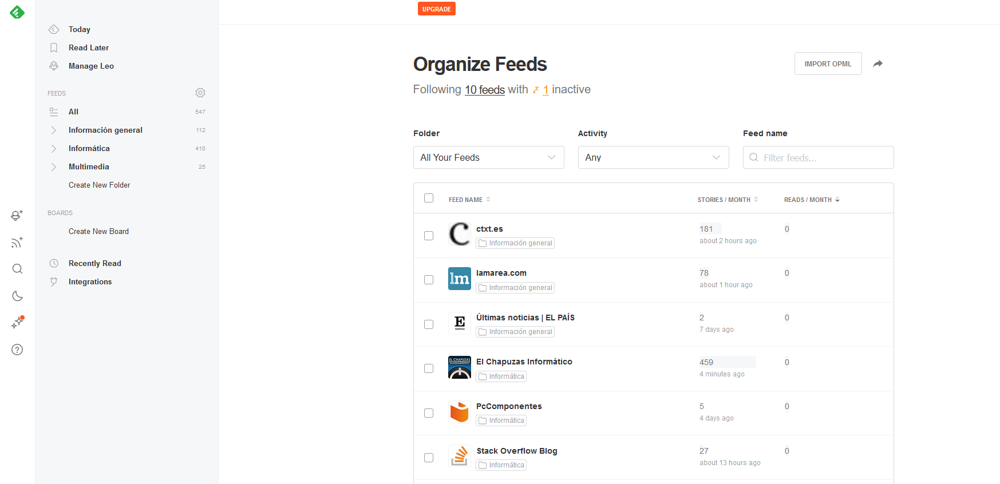 UPGRADE
Today
Read Later
Manage Leo
FEEDS
All 547
Información general 112
Informática 410
Multimedia 25
Create New Folder
BOARDS
Create New Board
Recently Read
Integrations
Organize Feeds
IMPORT OPML
Following 10 feeds with 1 inactive
Folder Activity Feed name
All Your Feeds Any Filter feeds...
FEED NAME STORIES / MONTH READS / MONTH
C
ctxt.es 181 0
Información general about 2 hours ago
lm
lamarea.com 78 0
Información general about 1 hour ago
E
América
Últimas noticias | EL PAÍS 2 0
Información general 7 days ago
EL CHAPUZAS
INFORMÁTICO
El Chapuzas Informático 459 0
Informática 4 minutes ago
PcComponentes 5 0
Informática 4 days ago
Stack Overflow Blog 27 0
Informática about 13 hours ago